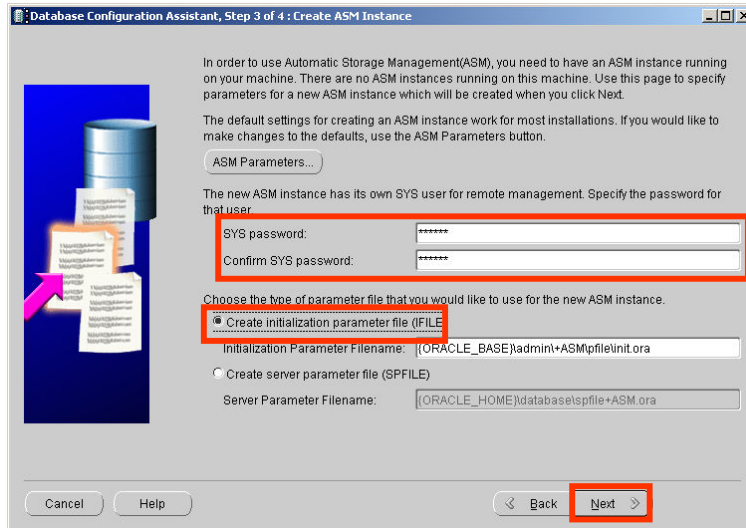 Database Configuration Assistant, Step 3 of 4 : Create ASM Instance
In order to use Automatic Storage Management(ASM), you need to have an ASM instance running
on your machine. There are no ASM instances running on this machine. Use this page to specify
parameters for a new ASM instance which will be created when you click Next.
The default settings for creating an ASM instance work for most installations. If you would like to
make changes to the defaults, use the ASM Parameters button.
ASM Parameters...
The new ASM instance has its own SYS user for remote management. Specify the password for
that user.
SYS password: ******
Confirm SYS password: ******
Choose the type of parameter file that you would like to use for the new ASM instance.
Create initialization parameter file (IFILE
Initialization Parameter Filename: {ORACLE_BASE}\admin\+ASM\pfile\init.ora
Create server parameter file (SPFILE)
Server Parameter Filename: {ORACLE_HOME}\database\spfile+ASM.ora
Cancel Help Back Next